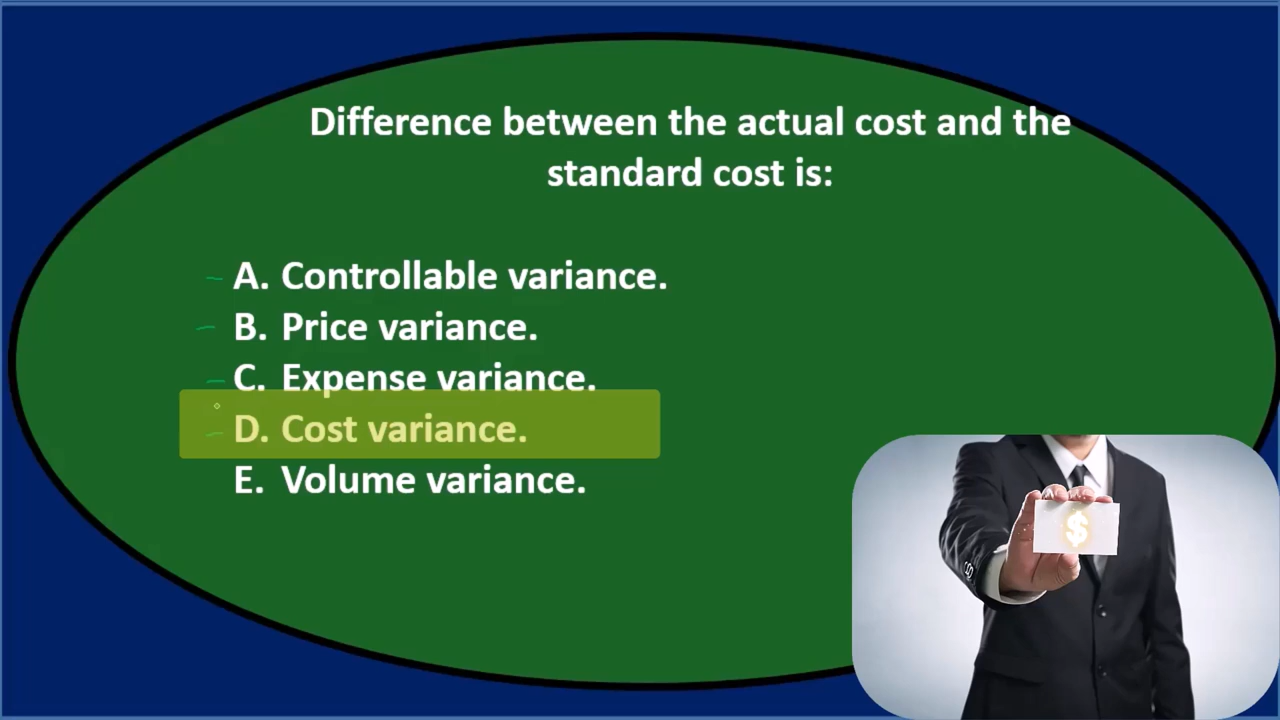 Difference between the actual cost and the
standard cost is:
A. Controllable variance.
B. Price variance.
C. Expense variance.
D. Cost variance.
E. Volume variance.
$